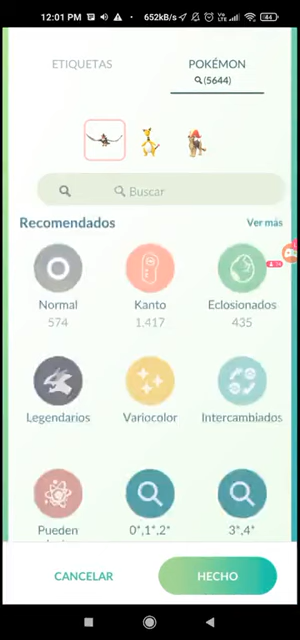 12:01 PM 652kB/s 44
ETIQUETAS POKÉMON
(5644)
Buscar
Recomendados Ver más
Normal Kanto Eclosionados
574 1,417 435
Legendarios Variocolor Intercambiados
Pueden 0*,1*,2* 3*,4*
CANCELAR HECHO